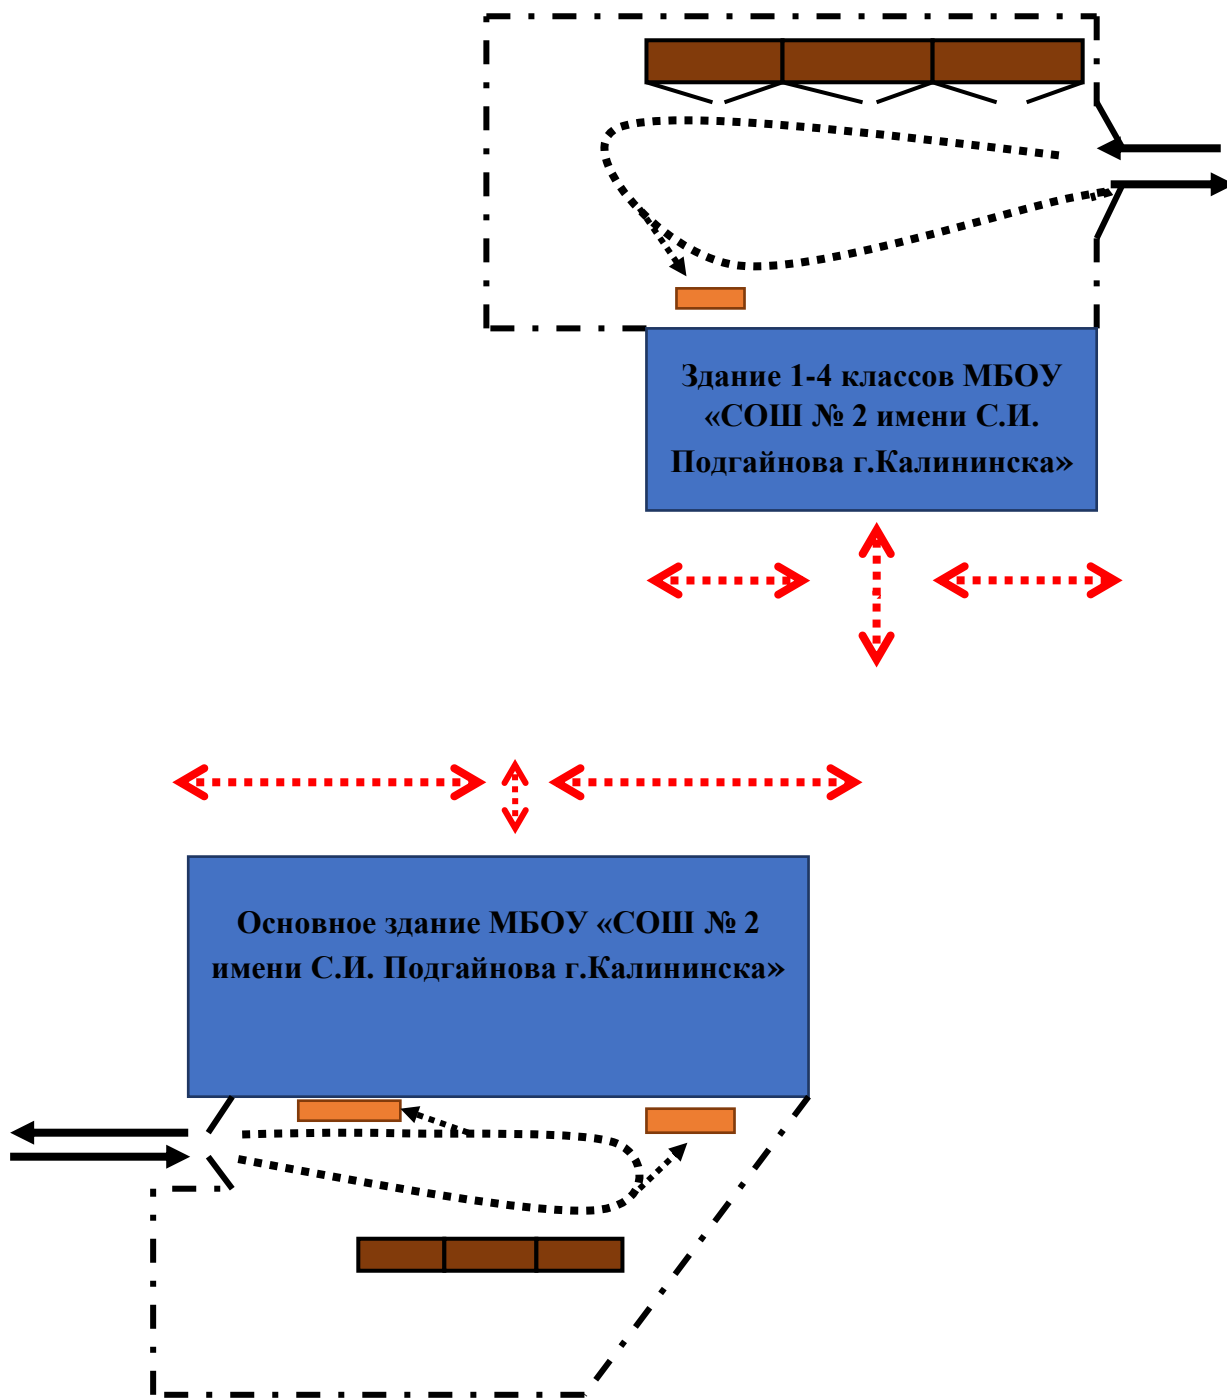 Здание 1-4 классов МБОУ
«СОШ № 2 имени С.И.
Подгайнова г.Калининска»
Основное здание МБОУ «СОШ № 2
имени С.И. Подгайнова г.Калининска»